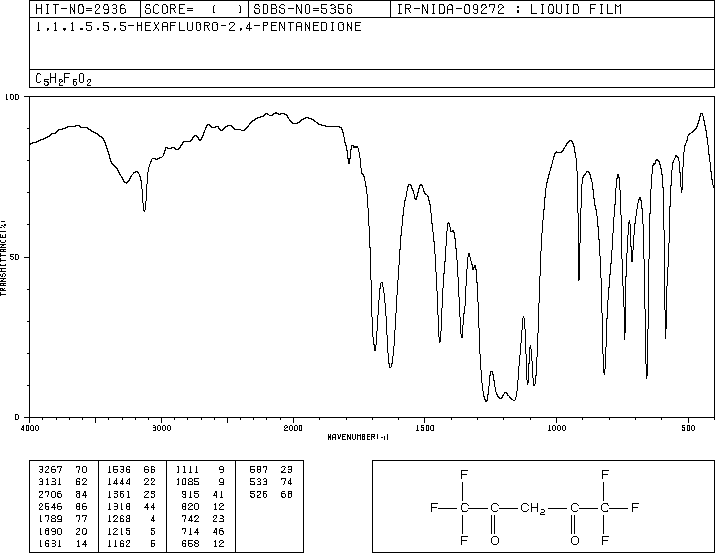 HIT-NO=2936 SCORE= ( ) SDBS-NO=5356 IR-NIDA-09272 : LIQUID FILM
1,1,1,5,5,5-HEXAFLUORO-2,4-PENTANEDIONE
C5H2F6O2
100
50
0
TRANSMITTANCE(%)
4000 3000 2000 1500 1000 500
WAVENUMBER(-1)
3267 70 1536 66 1111 9 587 23
3131 62 1444 22 1085 9 533 74
2706 84 1361 23 915 41 526 68
2546 86 1318 44 820 12
1789 77 1268 4 742 23
1690 20 1215 5 714 46
1631 14 1162 5 658 12
F F
F C C CH2 C C F
F O O F